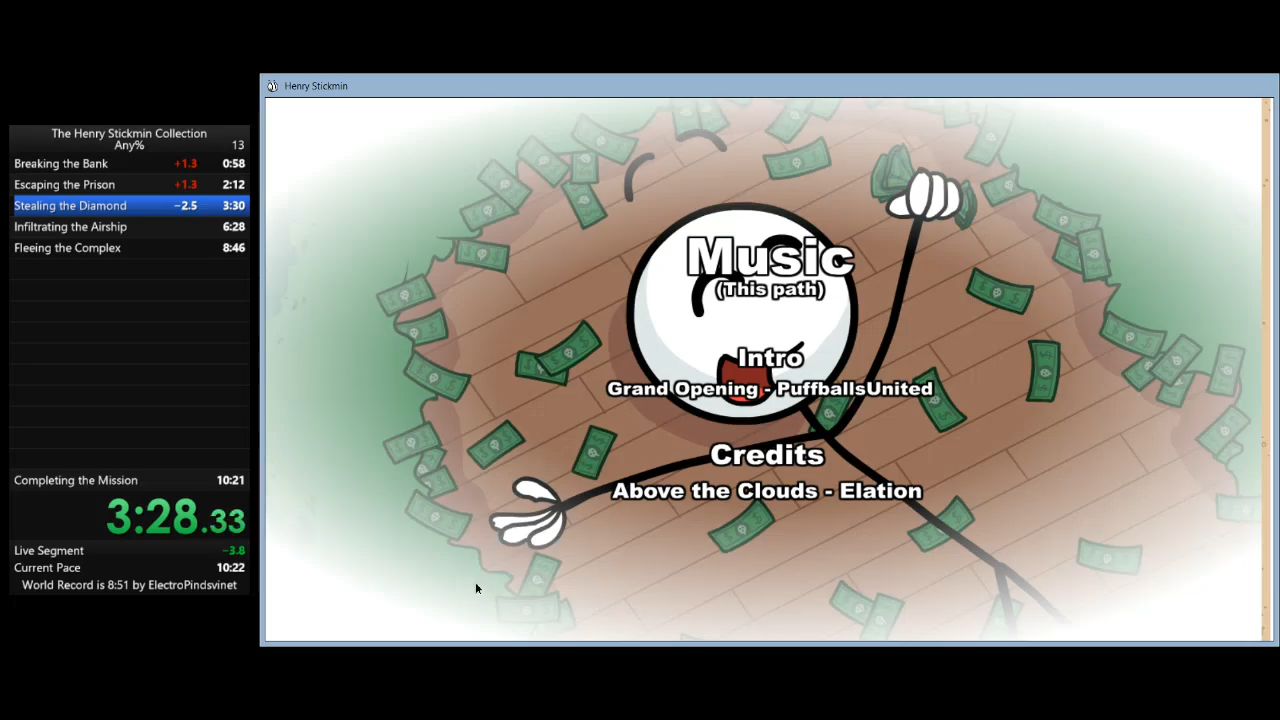 The Henry Stickmin Collection
Any% 13
Breaking the Bank +1.3 0:58
Escaping the Prison +1.3 2:12
Stealing the Diamond −2.5 3:30
Infiltrating the Airship 6:28
Fleeing the Complex 8:46
Completing the Mission 10:21
3:28.33
Live Segment −3.8
Current Pace 10:22
World Record is 8:51 by ElectroPindsvinet
Henry Stickmin
Music
(This path)
Intro
Grand Opening - PuffballsUnited
Credits
Above the Clouds - Elation